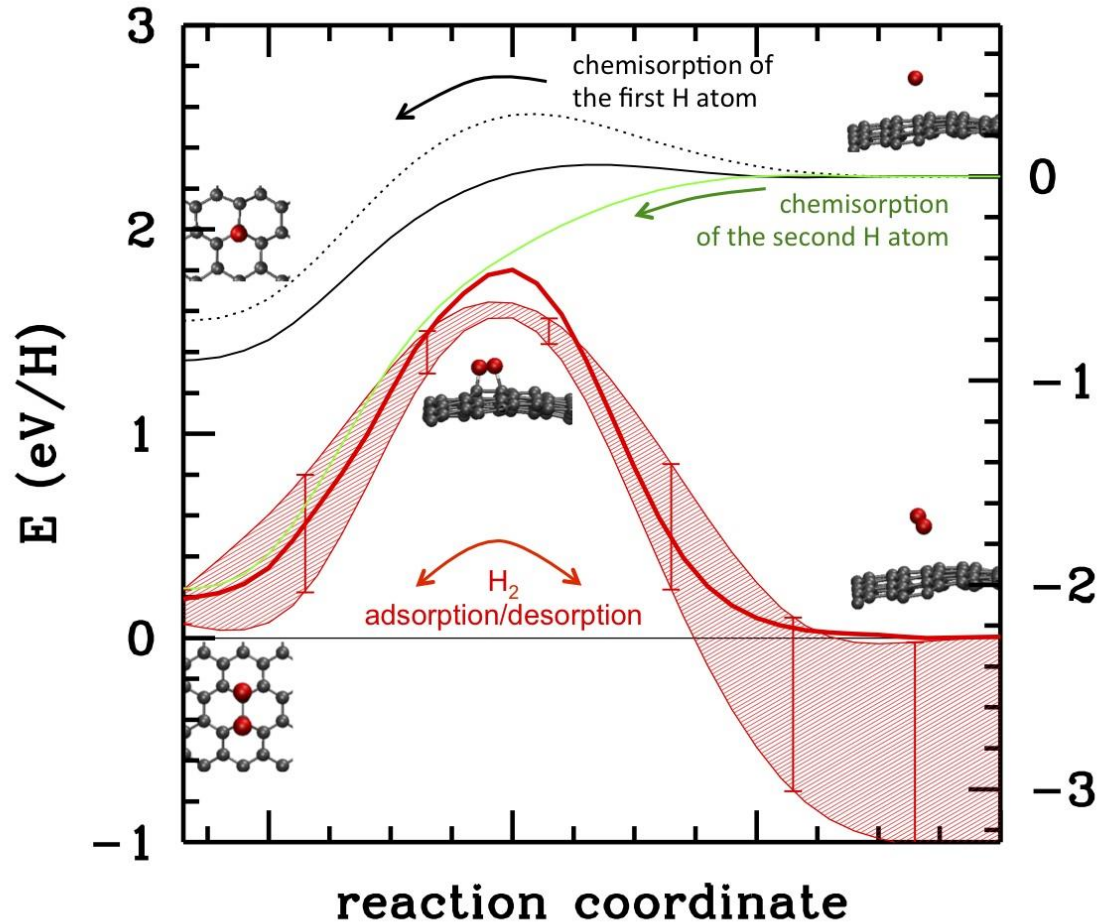 3
2
1
0
−1
E (eV/H)
chemisorption of
the first H atom
chemisorption
of the second H atom
H2
adsorption/desorption
0
−1
−2
−3
reaction coordinate